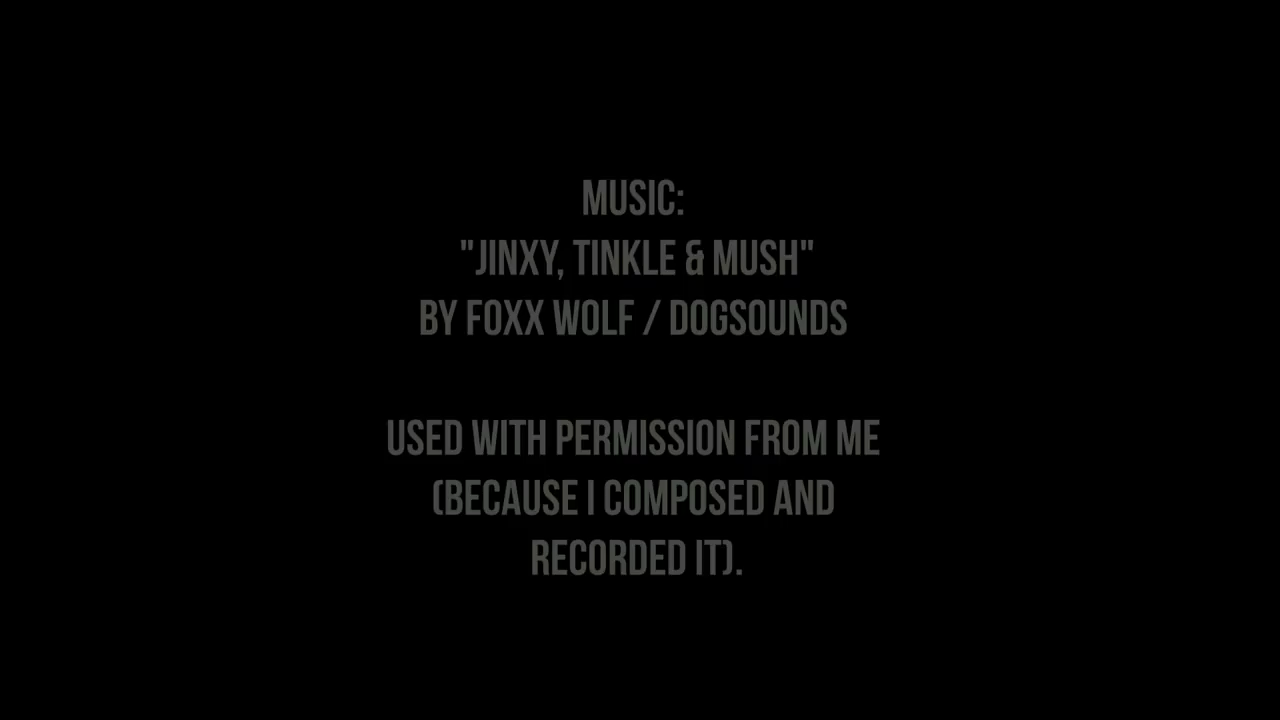 MUSIC:
"JINXY, TINKLE & MUSH"
BY FOXX WOLF / DOGSOUNDS
USED WITH PERMISSION FROM ME
(BECAUSE I COMPOSED AND
RECORDED IT).